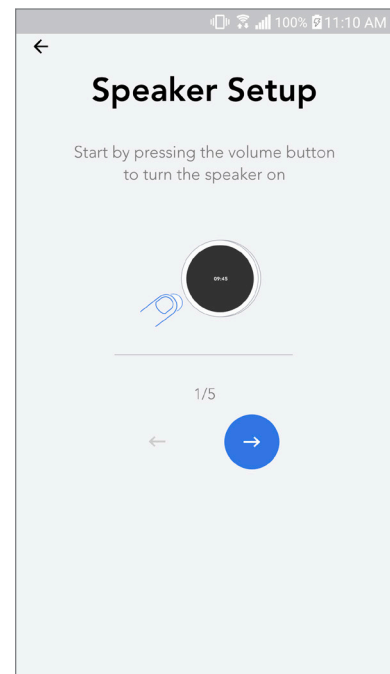 100% 11:10 AM
Speaker Setup
Start by pressing the volume button
to turn the speaker on
09:45
1/5